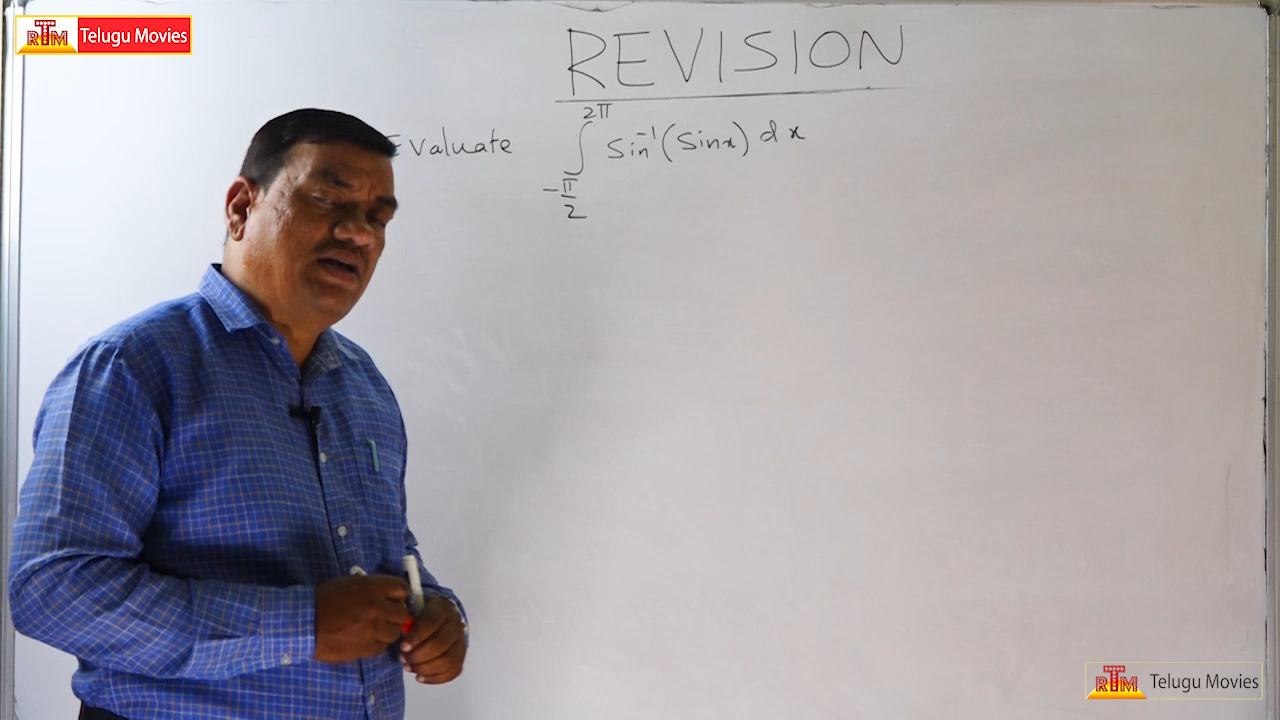 RTM Telugu Movies
REVISION
Evaluate ∫_{-π/2}^{2π} Sin⁻¹(Sinx) dx
RTM Telugu Movies